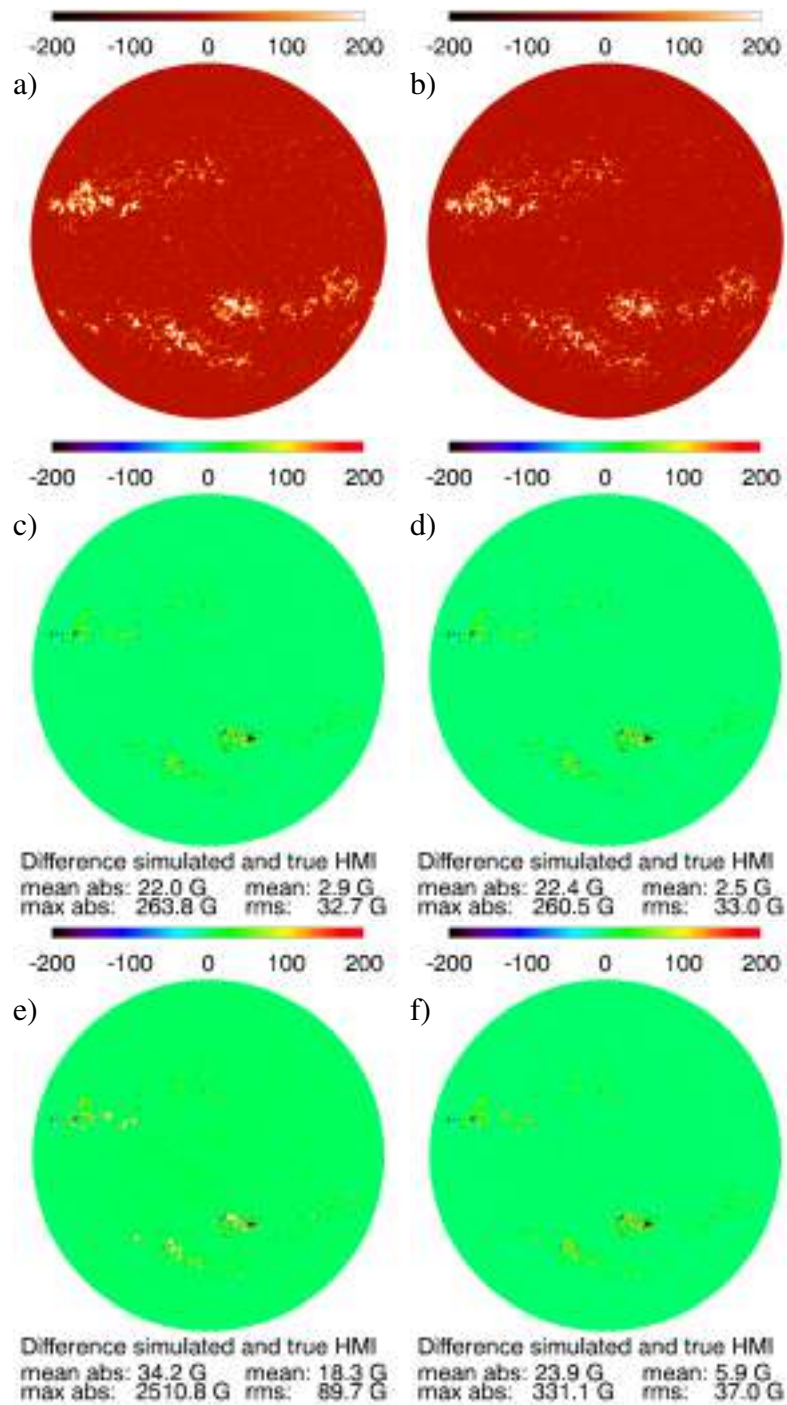 -200 -100 0 100 200 -200 -100 0 100 200
a) b)
-200 -100 0 100 200 -200 -100 0 100 200
c) d)
Difference simulated and true HMI Difference simulated and true HMI
mean abs: 22.0 G mean: 2.9 G mean abs: 22.4 G mean: 2.5 G
max abs: 263.8 G rms: 32.7 G max abs: 260.5 G rms: 33.0 G
-200 -100 0 100 200 -200 -100 0 100 200
e) f)
Difference simulated and true HMI Difference simulated and true HMI
mean abs: 34.2 G mean: 18.3 G mean abs: 23.9 G mean: 5.9 G
max abs: 2510.8 G rms: 89.7 G max abs: 331.1 G rms: 37.0 G